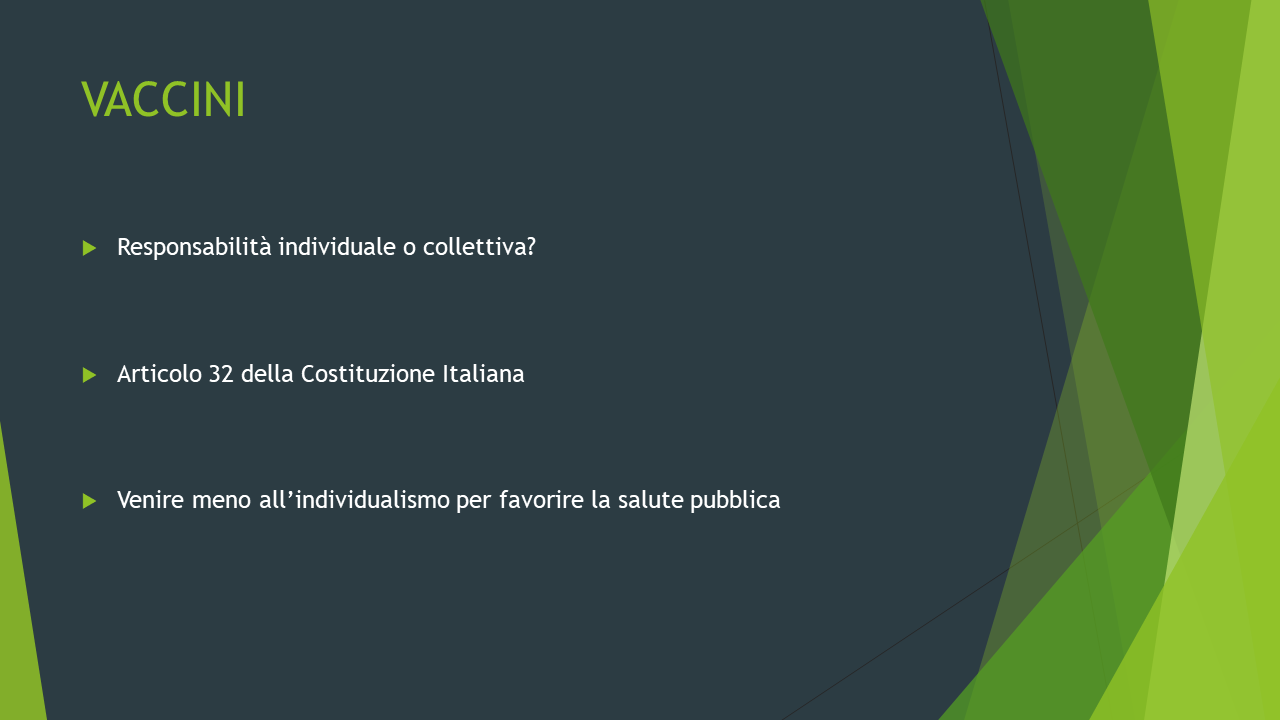 VACCINI
Responsabilità individuale o collettiva?
Articolo 32 della Costituzione Italiana
Venire meno all’individualismo per favorire la salute pubblica